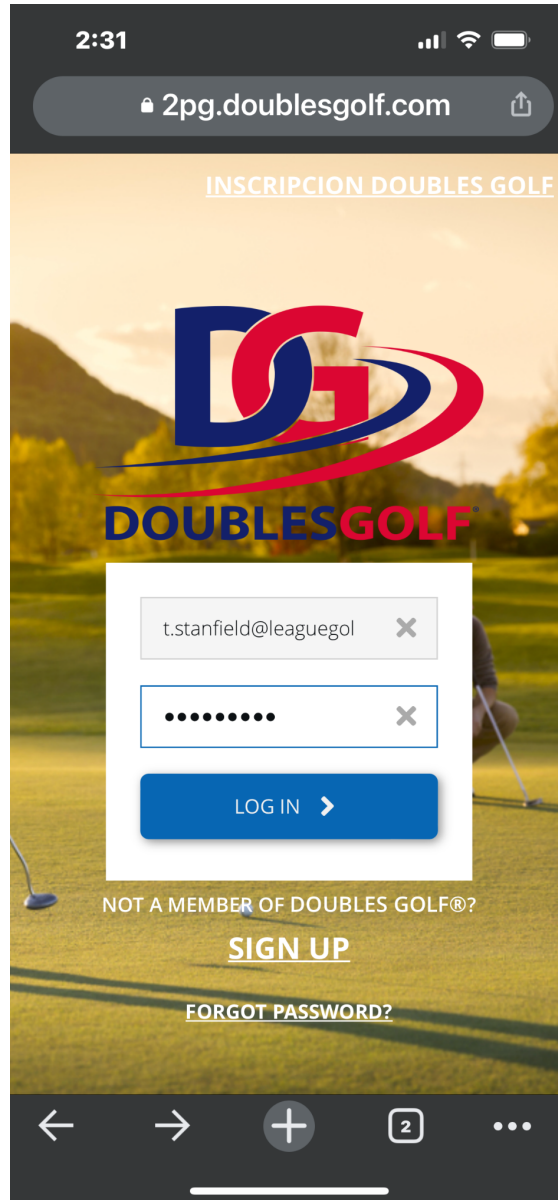 2:31
2pg.doublesgolf.com
INSCRIPCION DOUBLES GOLF
DG
DOUBLESGOLF®
t.stanfield@leaguegol
•••••••••
LOG IN
NOT A MEMBER OF DOUBLES GOLF®?
SIGN UP
FORGOT PASSWORD?
2